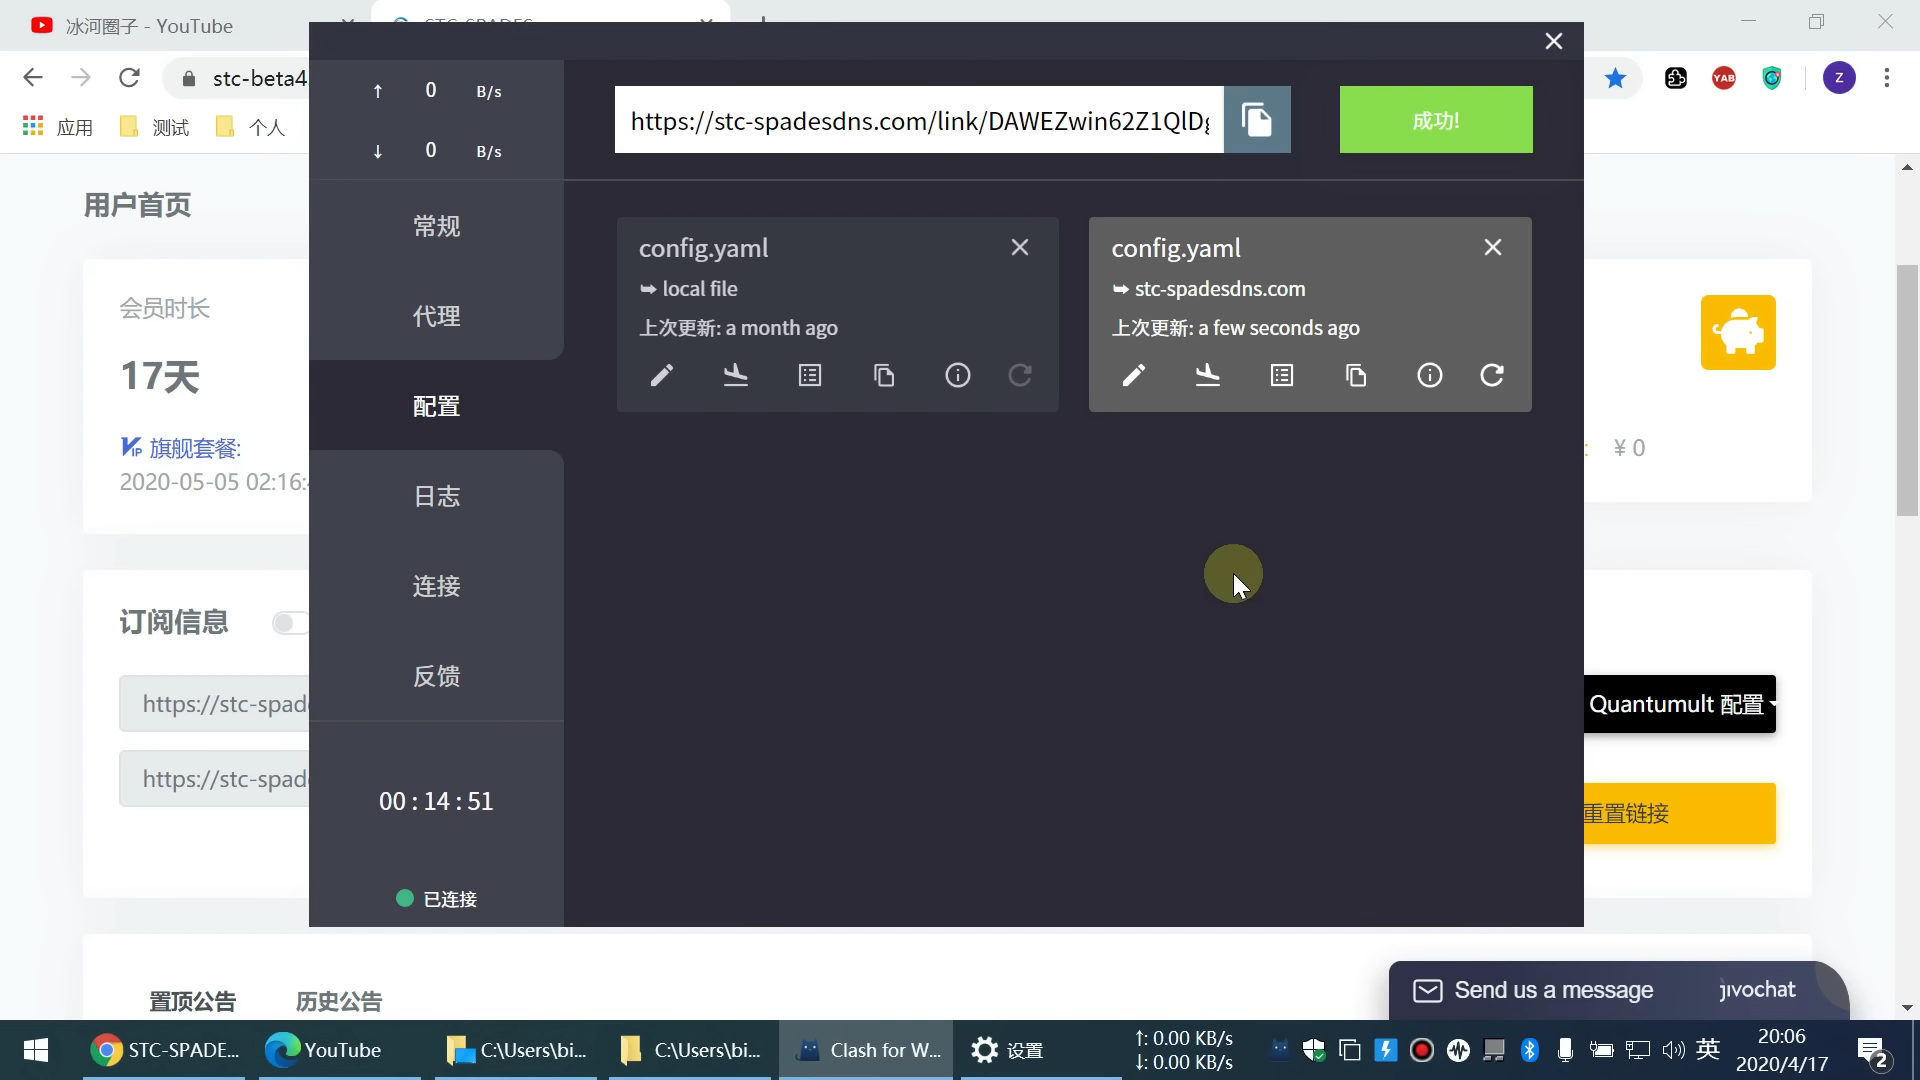 冰河圈子 - YouTube
STC-SPADES
stc-beta4
YAB
Z
应用
测试
个人
↑ 0 B/s
↓ 0 B/s
https://stc-spadesdns.com/link/DAWEZwin62Z1QlDg
成功!
常规
代理
配置
日志
连接
反馈
00 : 14 : 51
已连接
config.yaml
local file
上次更新: a month ago
config.yaml
stc-spadesdns.com
上次更新: a few seconds ago
用户首页
会员时长
17天
VIP 旗舰套餐:
2020-05-05 02:16:
: ¥ 0
订阅信息
https://stc-spad
https://stc-spad
Quantumult 配置
重置链接
置顶公告
历史公告
Send us a message
jivochat
STC-SPADE...
YouTube
C:\Users\bi...
C:\Users\bi...
Clash for W...
设置
↑: 0.00 KB/s
↓: 0.00 KB/s
英
20:06
2020/4/17
2